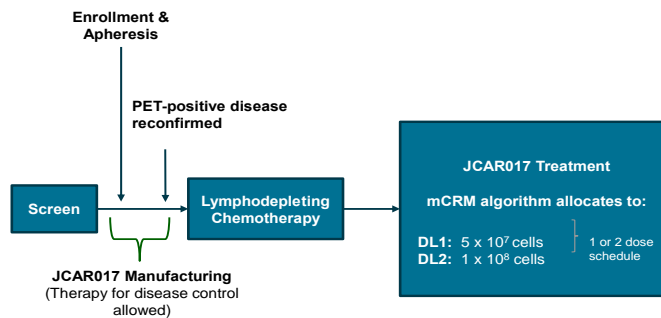 Enrollment &
Apheresis
PET-positive disease
reconfirmed
Screen
Lymphodepleting
Chemotherapy
JCAR017 Manufacturing
(Therapy for disease control
allowed)
JCAR017 Treatment
mCRM algorithm allocates to:
DL1: 5 x 10⁷ cells
DL2: 1 x 10⁸ cells
1 or 2 dose
schedule